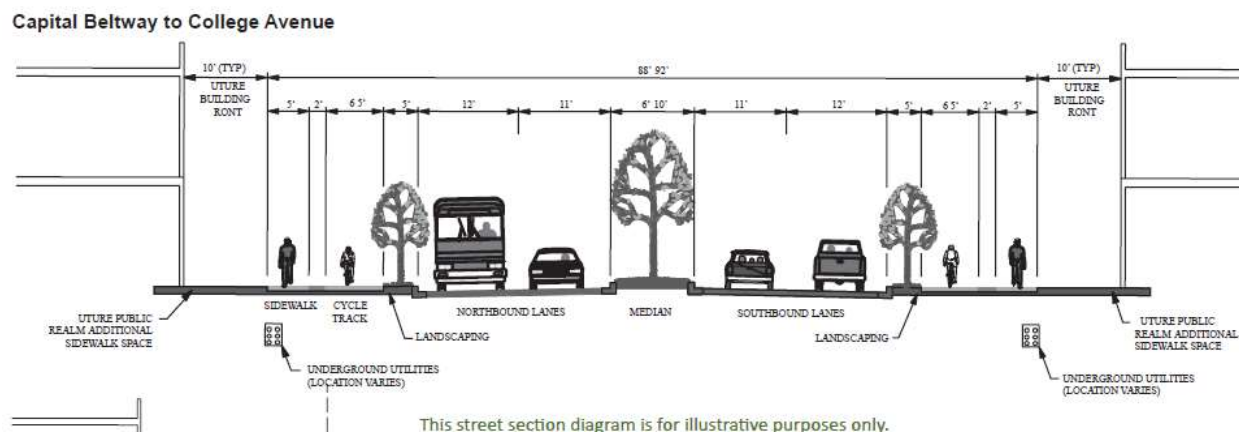 Capital Beltway to College Avenue
10' (TYP)
88' 92'
10' (TYP)
UTURE
BUILDING
RONT
UTURE
BUILDING
RONT
5'
2'
6 5'
5'
12'
11'
6' 10'
11'
12'
5'
6 5'
2'
5'
SIDEWALK
CYCLE
TRACK
NORTHBOUND LANES
MEDIAN
SOUTHBOUND LANES
UTURE PUBLIC
REALM ADDITIONAL
SIDEWALK SPACE
LANDSCAPING
LANDSCAPING
UTURE PUBLIC
REALM ADDITIONAL
SIDEWALK SPACE
UNDERGROUND UTILITIES
(LOCATION VARIES)
UNDERGROUND UTILITIES
(LOCATION VARIES)
This street section diagram is for illustrative purposes only.